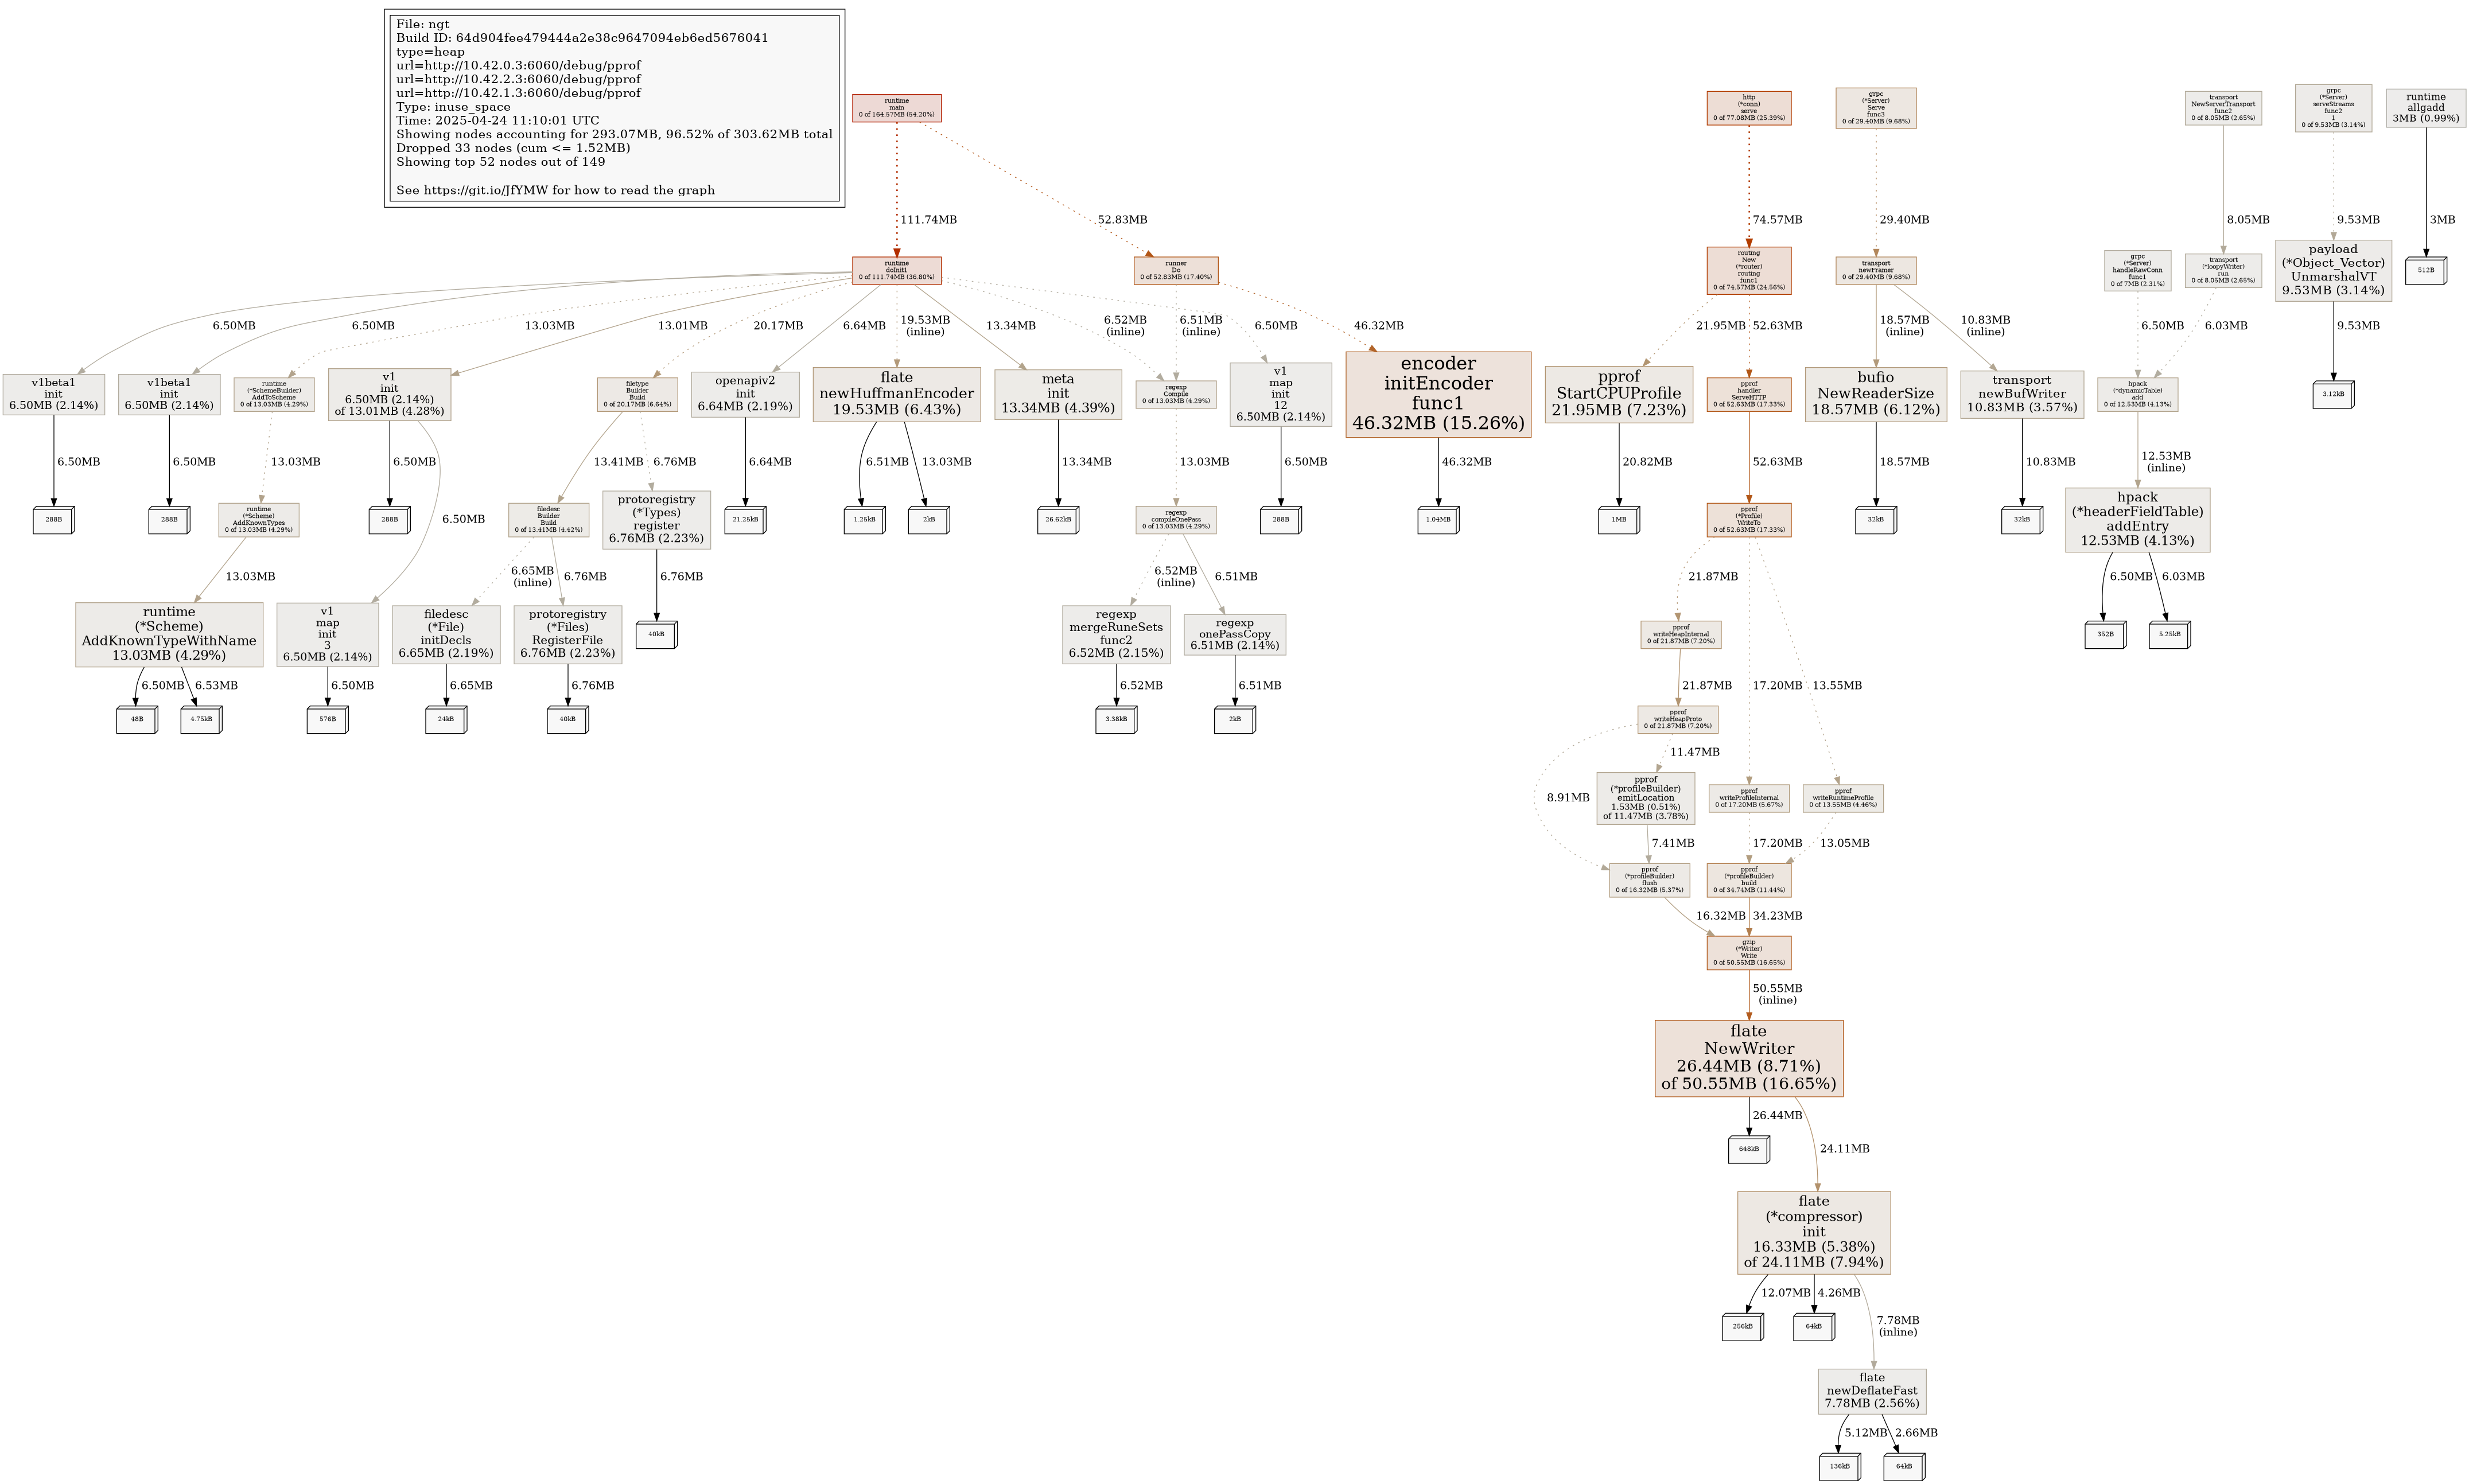 File: ngt
Build ID: 64d904fee479444a2e38c9647094eb6ed5676041
type=heap
url=http://10.42.0.3:6060/debug/pprof
url=http://10.42.2.3:6060/debug/pprof
url=http://10.42.1.3:6060/debug/pprof
Type: inuse_space
Time: 2025-04-24 11:10:01 UTC
Showing nodes accounting for 293.07MB, 96.52% of 303.62MB total
Dropped 33 nodes (cum <= 1.52MB)
Showing top 52 nodes out of 149
See https://git.io/JfYMW for how to read the graph
runtime
main
0 of 164.57MB (54.20%)
http
(*conn)
serve
0 of 77.08MB (25.39%)
grpc
(*Server)
Serve
func3
0 of 29.40MB (9.68%)
transport
NewServerTransport
func2
0 of 8.05MB (2.65%)
grpc
(*Server)
serveStreams
func2
1
0 of 9.53MB (3.14%)
runtime
allgadd
3MB (0.99%)
111.74MB
52.83MB
74.57MB
29.40MB
8.05MB
9.53MB
3MB
runtime
doInit1
0 of 111.74MB (36.80%)
runner
Do
0 of 52.83MB (17.40%)
routing
New
(*router)
routing
func1
0 of 74.57MB (24.56%)
transport
newFramer
0 of 29.40MB (9.68%)
grpc
(*Server)
handleRawConn
func1
0 of 7MB (2.31%)
transport
(*loopyWriter)
run
0 of 8.05MB (2.65%)
payload
(*Object_Vector)
UnmarshalVT
9.53MB (3.14%)
512B
6.50MB
6.50MB
13.03MB
13.01MB
20.17MB
6.64MB
19.53MB
(inline)
13.34MB
6.52MB
(inline)
6.51MB
(inline)
6.50MB
46.32MB
21.95MB
52.63MB
18.57MB
(inline)
10.83MB
(inline)
6.50MB
6.03MB
9.53MB
v1beta1
init
6.50MB (2.14%)
v1beta1
init
6.50MB (2.14%)
runtime
(*SchemeBuilder)
AddToScheme
0 of 13.03MB (4.29%)
v1
init
6.50MB (2.14%)
of 13.01MB (4.28%)
filetype
Builder
Build
0 of 20.17MB (6.64%)
openapiv2
init
6.64MB (2.19%)
flate
newHuffmanEncoder
19.53MB (6.43%)
meta
init
13.34MB (4.39%)
regexp
Compile
0 of 13.03MB (4.29%)
v1
map
init
12
6.50MB (2.14%)
encoder
initEncoder
func1
46.32MB (15.26%)
pprof
StartCPUProfile
21.95MB (7.23%)
pprof
handler
ServeHTTP
0 of 52.63MB (17.33%)
bufio
NewReaderSize
18.57MB (6.12%)
transport
newBufWriter
10.83MB (3.57%)
hpack
(*dynamicTable)
add
0 of 12.53MB (4.13%)
3.12kB
6.50MB
6.50MB
13.03MB
6.50MB
6.50MB
13.41MB
6.76MB
6.64MB
6.51MB
13.03MB
13.34MB
13.03MB
6.50MB
46.32MB
20.82MB
52.63MB
18.57MB
10.83MB
12.53MB
(inline)
288B
288B
runtime
(*Scheme)
AddKnownTypes
0 of 13.03MB (4.29%)
288B
filedesc
Builder
Build
0 of 13.41MB (4.42%)
protoregistry
(*Types)
register
6.76MB (2.23%)
21.25kB
1.25kB
2kB
26.62kB
regexp
compileOnePass
0 of 13.03MB (4.29%)
288B
1.04MB
1MB
pprof
(*Profile)
WriteTo
0 of 52.63MB (17.33%)
32kB
32kB
hpack
(*headerFieldTable)
addEntry
12.53MB (4.13%)
13.03MB
6.65MB
(inline)
6.76MB
6.76MB
6.52MB
(inline)
6.51MB
21.87MB
6.50MB
6.03MB
runtime
(*Scheme)
AddKnownTypeWithName
13.03MB (4.29%)
v1
map
init
3
6.50MB (2.14%)
filedesc
(*File)
initDecls
6.65MB (2.19%)
protoregistry
(*Files)
RegisterFile
6.76MB (2.23%)
40kB
regexp
mergeRuneSets
func2
6.52MB (2.15%)
regexp
onePassCopy
6.51MB (2.14%)
pprof
writeHeapInternal
0 of 21.87MB (7.20%)
352B
5.25kB
6.50MB
6.53MB
6.50MB
6.65MB
6.76MB
6.52MB
6.51MB
21.87MB
17.20MB
13.55MB
48B
4.75kB
576B
24kB
40kB
3.38kB
2kB
pprof
writeHeapProto
0 of 21.87MB (7.20%)
11.47MB
8.91MB
pprof
(*profileBuilder)
emitLocation
1.53MB (0.51%)
of 11.47MB (3.78%)
pprof
writeProfileInternal
0 of 17.20MB (5.67%)
pprof
writeRuntimeProfile
0 of 13.55MB (4.46%)
7.41MB
17.20MB
13.05MB
pprof
(*profileBuilder)
flush
0 of 16.32MB (5.37%)
pprof
(*profileBuilder)
build
0 of 34.74MB (11.44%)
16.32MB
34.23MB
gzip
(*Writer)
Write
0 of 50.55MB (16.65%)
50.55MB
(inline)
flate
NewWriter
26.44MB (8.71%)
of 50.55MB (16.65%)
26.44MB
24.11MB
648kB
flate
(*compressor)
init
16.33MB (5.38%)
of 24.11MB (7.94%)
12.07MB
4.26MB
7.78MB
(inline)
256kB
64kB
flate
newDeflateFast
7.78MB (2.56%)
5.12MB
2.66MB
136kB
64kB